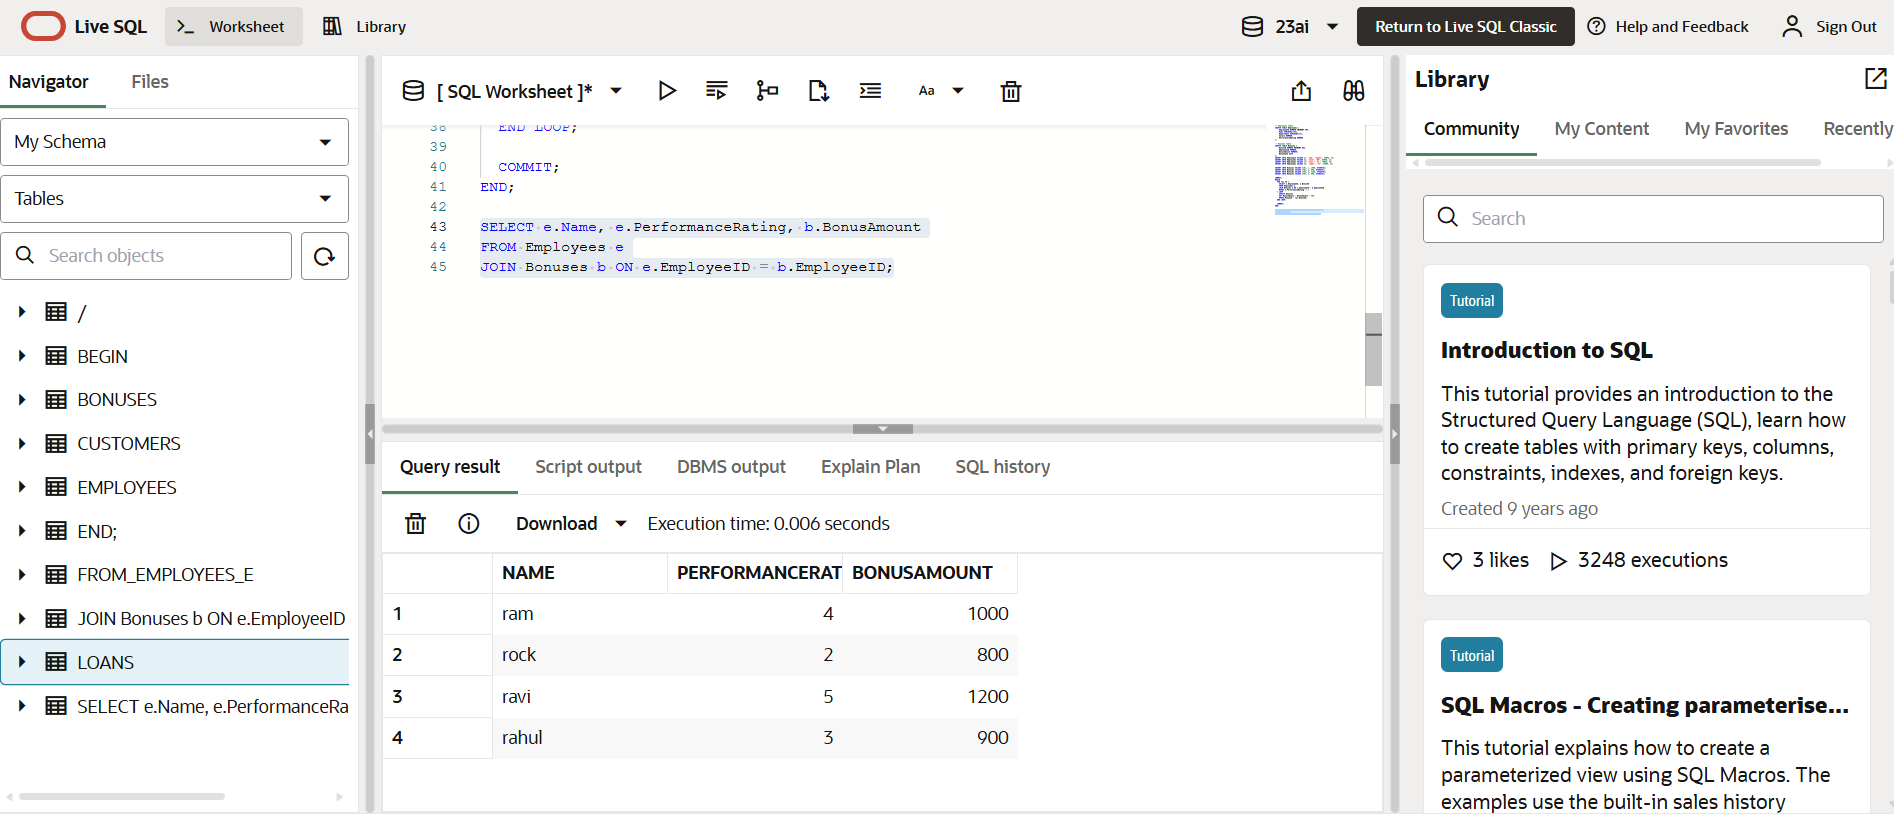 Live SQL
Worksheet
Library
23ai
Return to Live SQL Classic
Help and Feedback
Sign Out
Navigator
Files
My Schema
Tables
Search objects
/
BEGIN
BONUSES
CUSTOMERS
EMPLOYEES
END;
FROM_EMPLOYEES_E
JOIN Bonuses b ON e.EmployeeID
LOANS
SELECT e.Name, e.PerformanceRa
[ SQL Worksheet ]*
Aa
38 END LOOP;
39
40 COMMIT;
41 END;
42
43 SELECT e.Name, e.PerformanceRating, b.BonusAmount
44 FROM Employees e
45 JOIN Bonuses b ON e.EmployeeID = b.EmployeeID;
Query result
Script output
DBMS output
Explain Plan
SQL history
Download
Execution time: 0.006 seconds
NAME PERFORMANCERAT BONUSAMOUNT
1 ram 4 1000
2 rock 2 800
3 ravi 5 1200
4 rahul 3 900
Library
Community
My Content
My Favorites
Recently
Search
Tutorial
Introduction to SQL
This tutorial provides an introduction to the
Structured Query Language (SQL), learn how
to create tables with primary keys, columns,
constraints, indexes, and foreign keys.
Created 9 years ago
3 likes
3248 executions
Tutorial
SQL Macros - Creating parameterise...
This tutorial explains how to create a
parameterized view using SQL Macros. The
examples use the built-in sales history